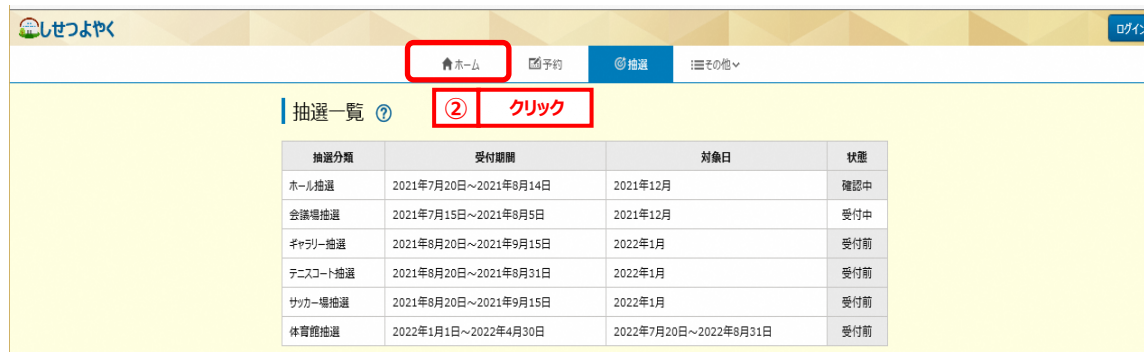 しせつよやく
ログイン
ホーム 予約 抽選 その他
抽選一覧 ?
② クリック
抽選分類 受付期間 対象日 状態
ホール抽選 2021年7月20日～2021年8月14日 2021年12月 確認中
会議場抽選 2021年7月15日～2021年8月5日 2021年12月 受付中
ギャラリー抽選 2021年8月20日～2021年9月15日 2022年1月 受付前
テニスコート抽選 2021年8月20日～2021年8月31日 2022年1月 受付前
サッカー場抽選 2021年8月20日～2021年9月15日 2022年1月 受付前
体育館抽選 2022年1月1日～2022年4月30日 2022年7月20日～2022年8月31日 受付前